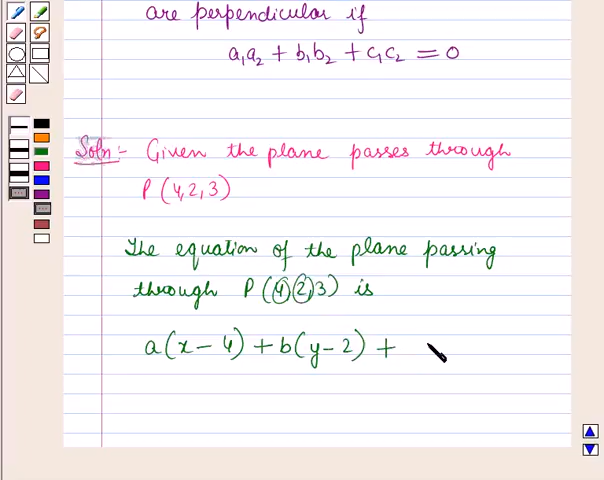 are perpendicular if
a₁a₂ + b₁b₂ + c₁c₂ = 0
Soln:- Given the plane passes through
P(4,2,3)
The equation of the plane passing
through P(4,2,3) is
a(x-4) + b(y-2) +